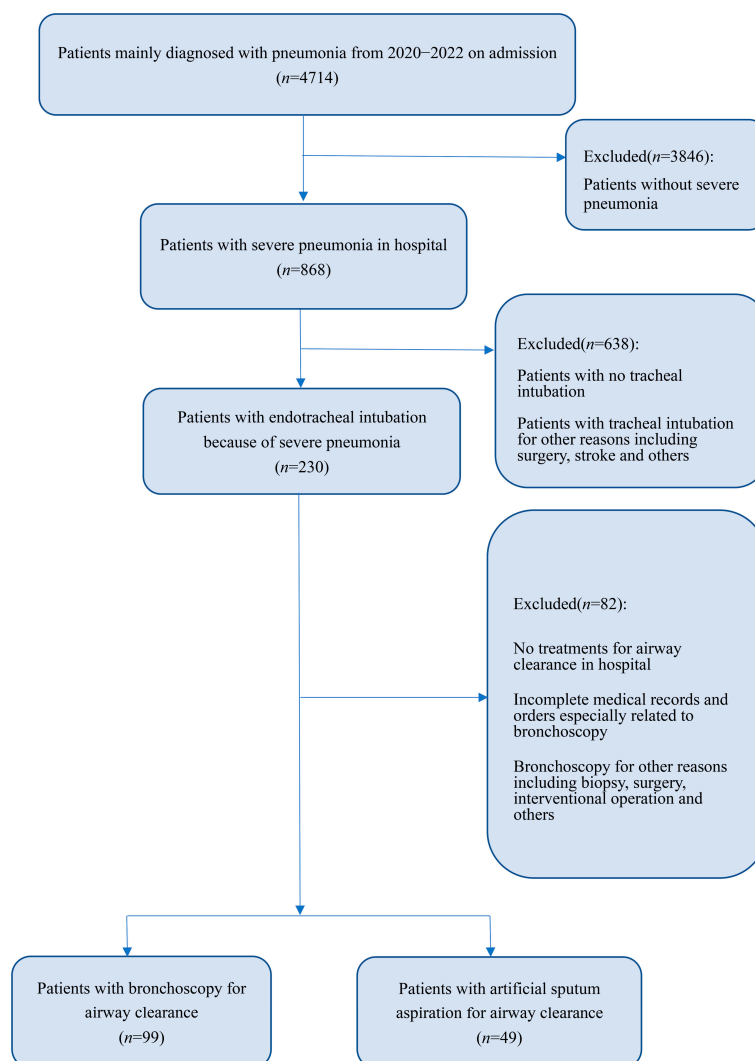 Patients mainly diagnosed with pneumonia from 2020−2022 on admission
(n=4714)
Excluded(n=3846):
Patients without severe
pneumonia
Patients with severe pneumonia in hospital
(n=868)
Excluded(n=638):
Patients with no tracheal
intubation
Patients with tracheal intubation
for other reasons including
surgery, stroke and others
Patients with endotracheal intubation
because of severe pneumonia
(n=230)
Excluded(n=82):
No treatments for airway
clearance in hospital
Incomplete medical records and
orders especially related to
bronchoscopy
Bronchoscopy for other reasons
including biopsy, surgery,
interventional operation and
others
Patients with bronchoscopy for
airway clearance
(n=99)
Patients with artificial sputum
aspiration for airway clearance
(n=49)